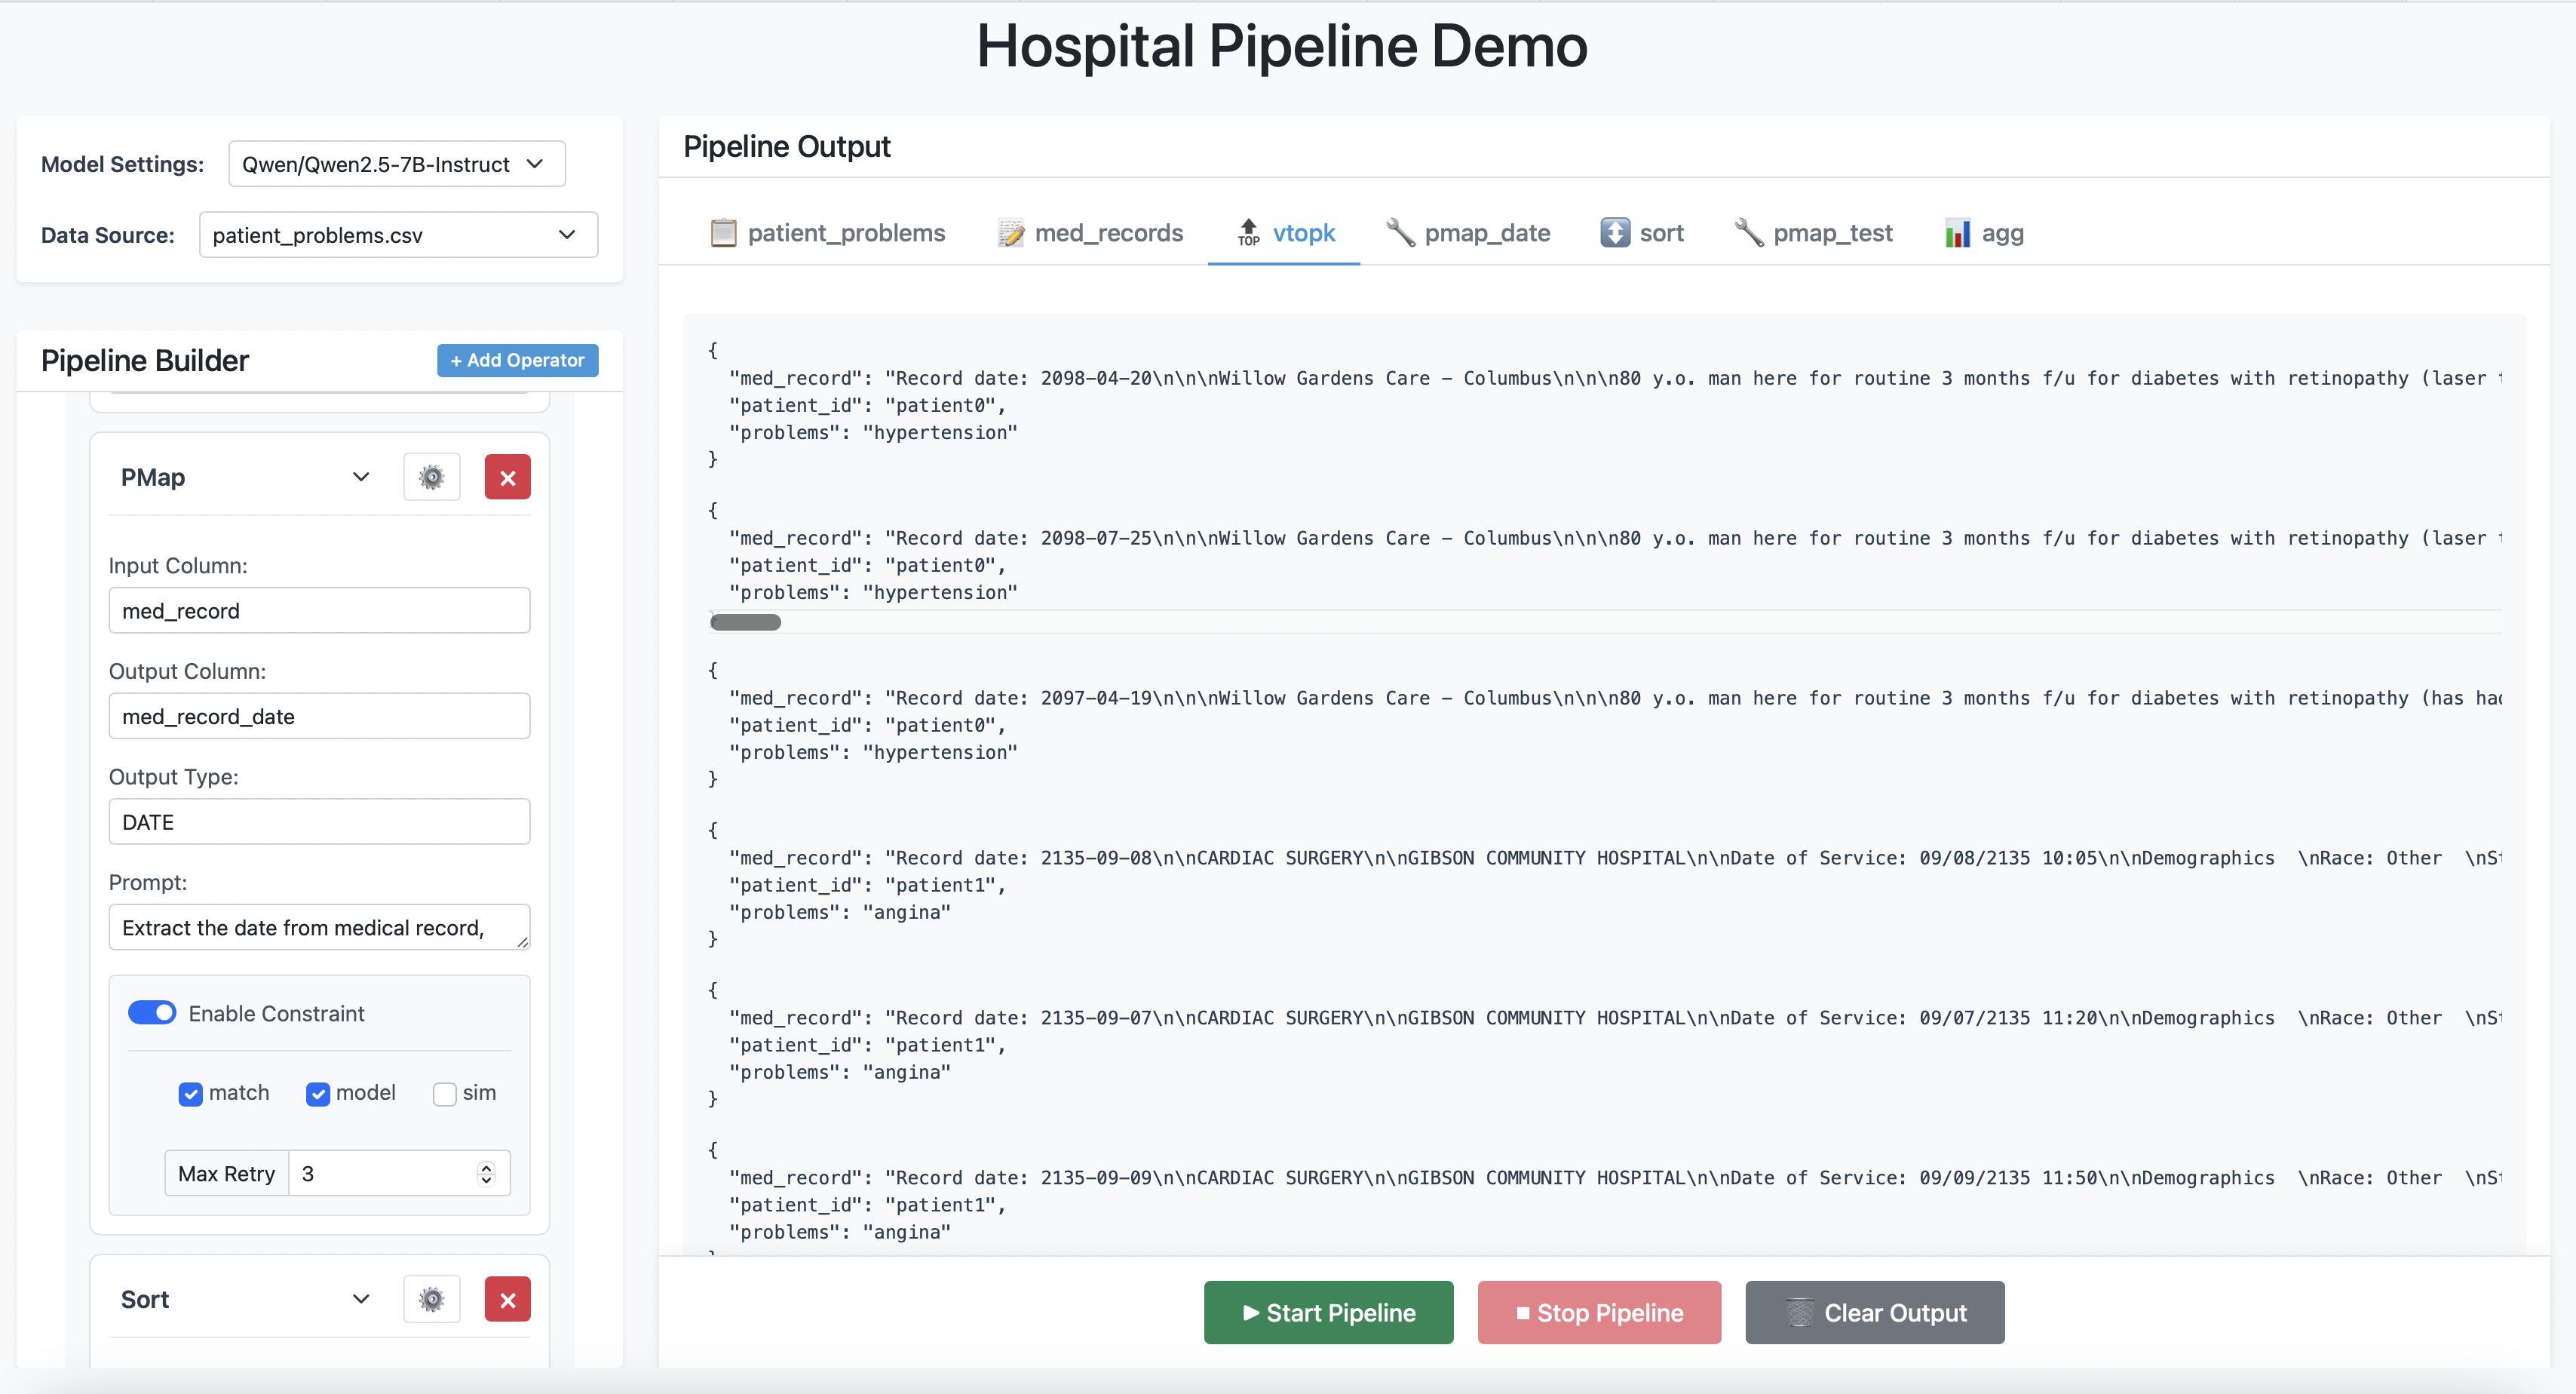 Hospital Pipeline Demo
Model Settings: Qwen/Qwen2.5-7B-Instruct
Data Source: patient_problems.csv
Pipeline Builder + Add Operator
PMap
Input Column:
med_record
Output Column:
med_record_date
Output Type:
DATE
Prompt:
Extract the date from medical record,
Enable Constraint
match model sim
Max Retry 3
Sort
Pipeline Output
patient_problems med_records TOP vtopk pmap_date sort pmap_test agg
{
"med_record": "Record date: 2098-04-20\n\n\nWillow Gardens Care - Columbus\n\n\n80 y.o. man here for routine 3 months f/u for diabetes with retinopathy (laser
"patient_id": "patient0",
"problems": "hypertension"
}
{
"med_record": "Record date: 2098-07-25\n\n\nWillow Gardens Care - Columbus\n\n\n80 y.o. man here for routine 3 months f/u for diabetes with retinopathy (laser
"patient_id": "patient0",
"problems": "hypertension"
{
"med_record": "Record date: 2097-04-19\n\n\nWillow Gardens Care - Columbus\n\n\n80 y.o. man here for routine 3 months f/u for diabetes with retinopathy (has had
"patient_id": "patient0",
"problems": "hypertension"
}
{
"med_record": "Record date: 2135-09-08\n\nCARDIAC SURGERY\n\nGIBSON COMMUNITY HOSPITAL\n\nDate of Service: 09/08/2135 10:05\n\nDemographics \nRace: Other \nSt
"patient_id": "patient1",
"problems": "angina"
}
{
"med_record": "Record date: 2135-09-07\n\nCARDIAC SURGERY\n\nGIBSON COMMUNITY HOSPITAL\n\nDate of Service: 09/07/2135 11:20\n\nDemographics \nRace: Other \nSt
"patient_id": "patient1",
"problems": "angina"
}
{
"med_record": "Record date: 2135-09-09\n\nCARDIAC SURGERY\n\nGIBSON COMMUNITY HOSPITAL\n\nDate of Service: 09/09/2135 11:50\n\nDemographics \nRace: Other \nSt
"patient_id": "patient1",
"problems": "angina"
Start Pipeline Stop Pipeline Clear Output